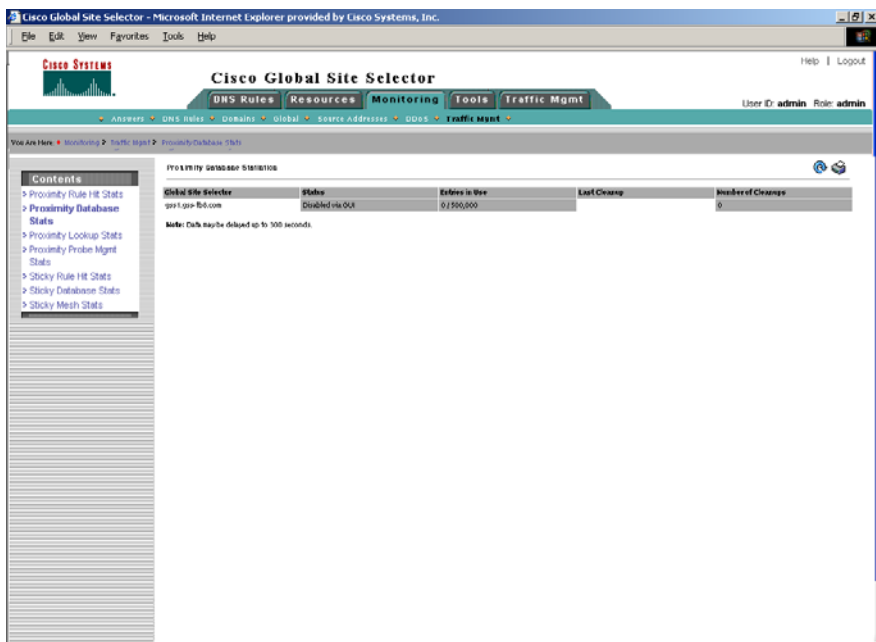 Cisco Global Site Selector - Microsoft Internet Explorer provided by Cisco Systems, Inc.
File Edit View Favorites Tools Help
Cisco Systems
Cisco Global Site Selector
Help | Logout
DNS Rules Resources Monitoring Tools Traffic Mgmt
User ID: admin Role: admin
Answers DNS Rules Domains Global Source Addresses DDoS Traffic Mgmt
You Are Here Monitoring Traffic Mgmt Proximity Database Stats
Contents
> Proximity Rule Hit Stats
> Proximity Database Stats
> Proximity Lookup Stats
> Proximity Probe Mgmt Stats
> Sticky Rule Hit Stats
> Sticky Database Stats
> Sticky Mesh Stats
Proximity Database Statistics
Global Site Selector Status Entries in Use Last Cleanup Number of Cleanups
Disabled via GUI 0 / 500,000 0
Note: Data may be delayed up to 300 seconds.